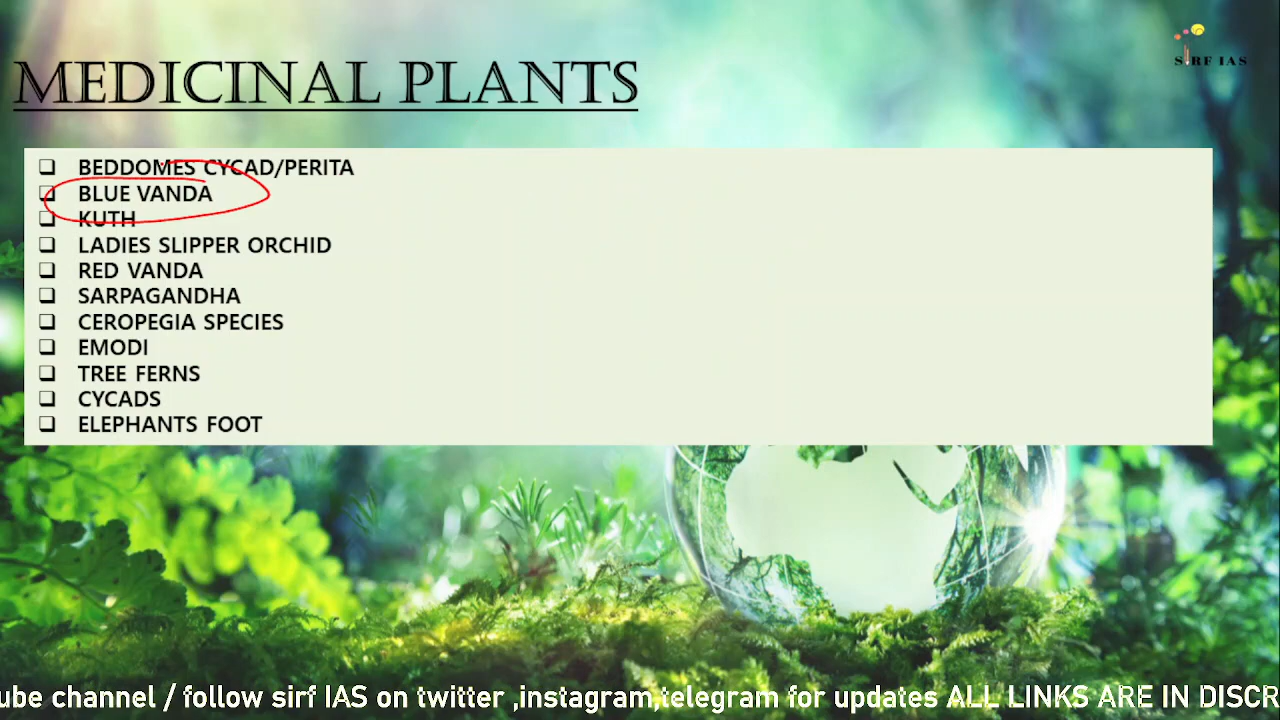 SIRF IAS
MEDICINAL PLANTS
BEDDOMES CYCAD/PERITA
BLUE VANDA
KUTH
LADIES SLIPPER ORCHID
RED VANDA
SARPAGANDHA
CEROPEGIA SPECIES
EMODI
TREE FERNS
CYCADS
ELEPHANTS FOOT
ube channel / follow sirf IAS on twitter ,instagram,telegram for updates ALL LINKS ARE IN DISCR